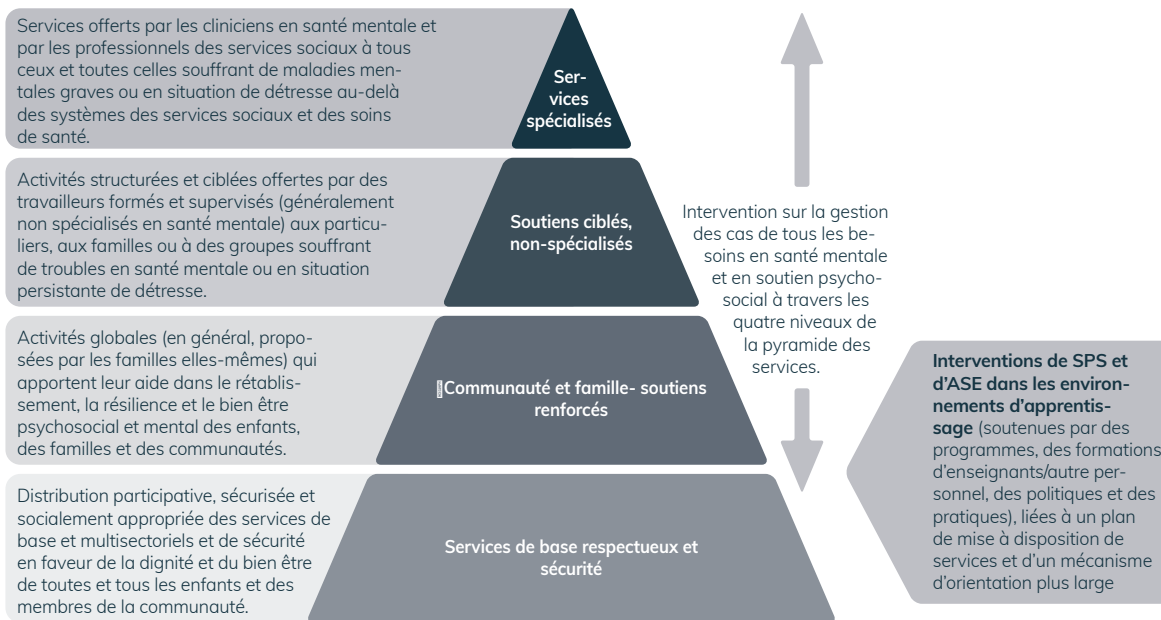 Services offerts par les cliniciens en santé mentale et
par les professionnels des services sociaux à tous
ceux et toutes celles souffrant de maladies men-
tales graves ou en situation de détresse au-delà
des systèmes des services sociaux et des soins
de santé.
Ser-
vices
spécialisés
Activités structurées et ciblées offertes par des
travailleurs formés et supervisés (généralement
non spécialisés en santé mentale) aux particu-
liers, aux familles ou à des groupes souffrant
de troubles en santé mentale ou en situation
persistante de détresse.
Soutiens ciblés,
non-spécialisés
Activités globales (en général, propo-
sées par les familles elles-mêmes) qui
apportent leur aide dans le rétablis-
sement, la résilience et le bien être
psychosocial et mental des enfants,
des familles et des communautés.
Communauté et famille- soutiens
renforcés
Distribution participative, sécurisée et
socialement appropriée des services de
base et multisectoriels et de sécurité
en faveur de la dignité et du bien être
de toutes et tous les enfants et des
membres de la communauté.
Services de base respectueux et
sécurité
Intervention sur la gestion
des cas de tous les be-
soins en santé mentale
et en soutien psycho-
social à travers les
quatre niveaux de
la pyramide des
services.
Interventions de SPS et
d’ASE dans les environ-
nements d’apprentis-
sage (soutenues par des
programmes, des formations
d’enseignants/autre per-
sonnel, des politiques et des
pratiques), liées à un plan
de mise à disposition de
services et d’un mécanisme
d’orientation plus large